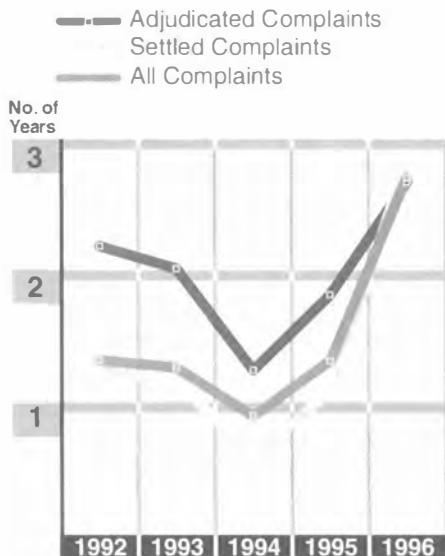 Adjudicated Complaints
Settled Complaints
All Complaints
No. of
Years
3
2
1
1992 1993 1994 1995 1996